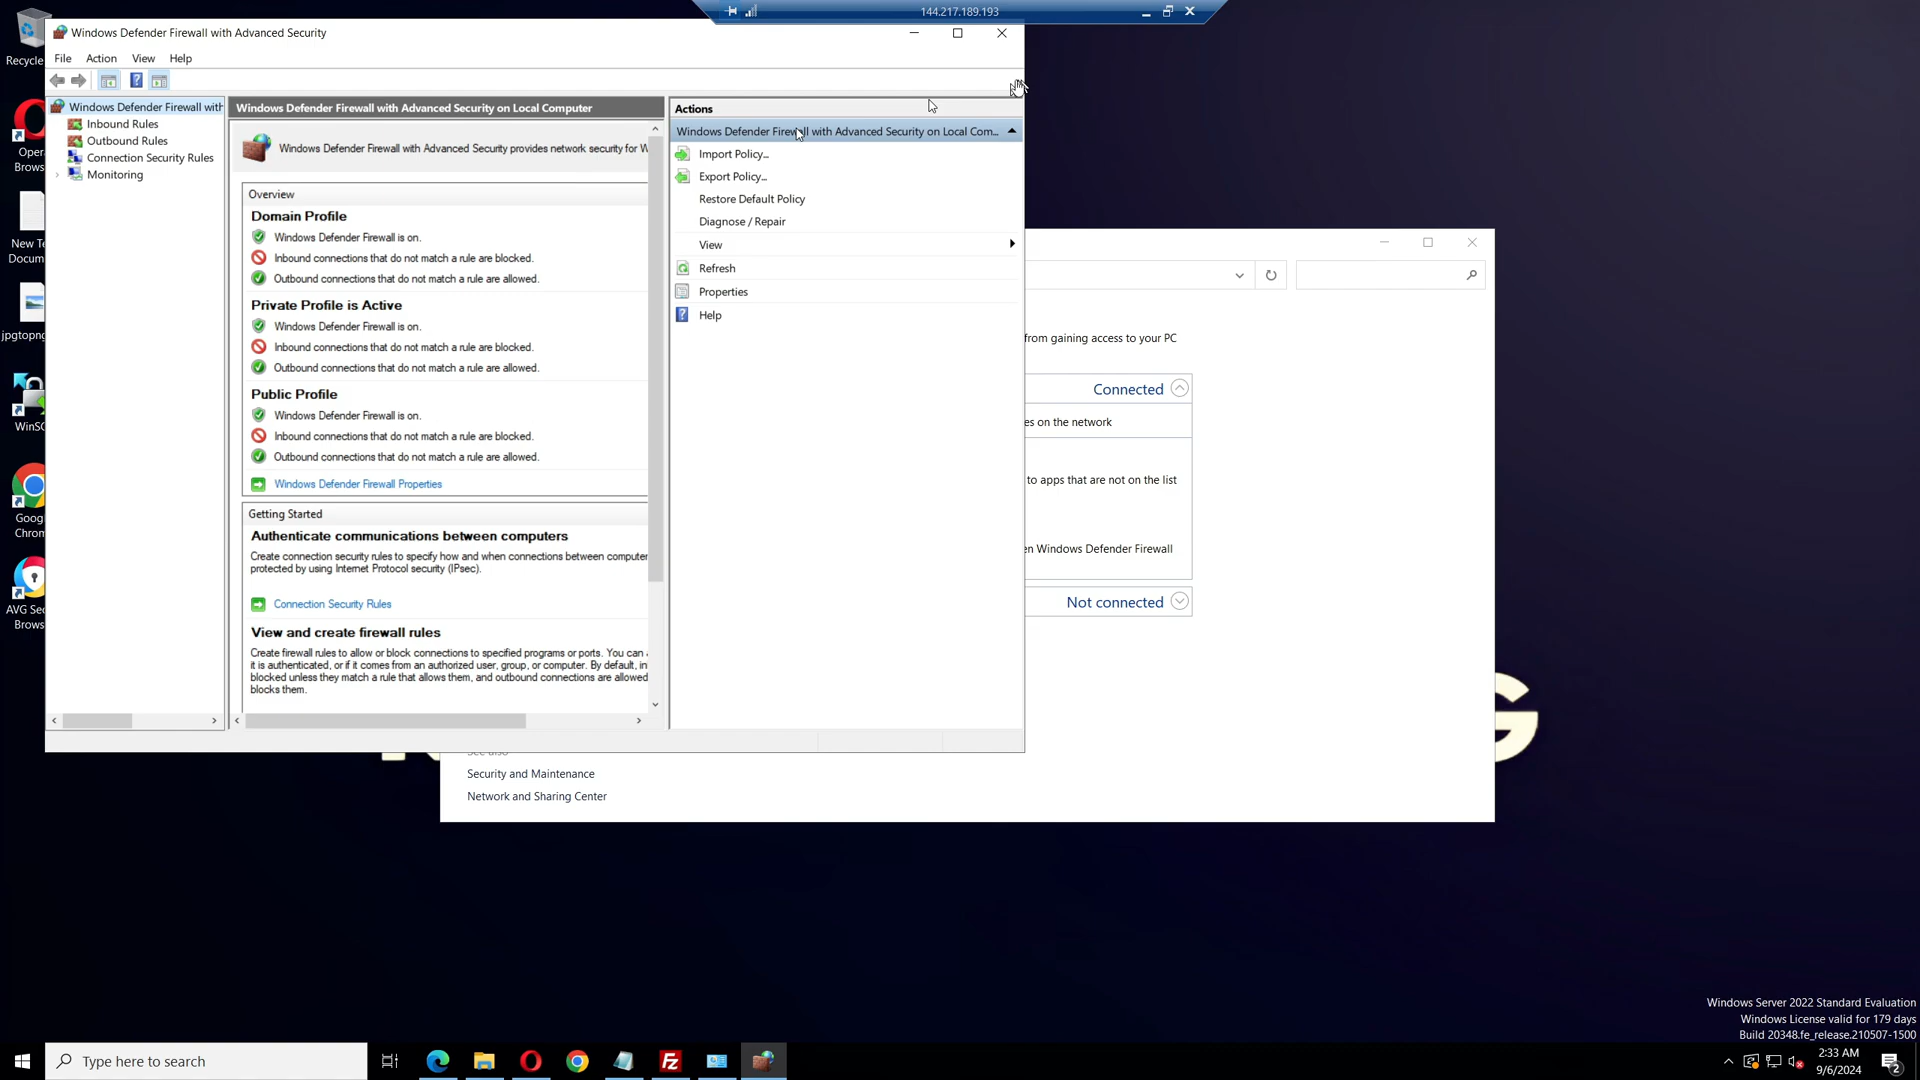 144.217.189.193
Recycle
Opera
Brows
New Te
Docum
jpgtopng
WinSC
Goog
Chron
AVG Sec
Brows
Windows Defender Firewall with Advanced Security
File Action View Help
Windows Defender Firewall with
Inbound Rules
Outbound Rules
Connection Security Rules
Monitoring
Windows Defender Firewall with Advanced Security on Local Computer
Windows Defender Firewall with Advanced Security provides network security for W
Overview
Domain Profile
Windows Defender Firewall is on.
Inbound connections that do not match a rule are blocked.
Outbound connections that do not match a rule are allowed.
Private Profile is Active
Windows Defender Firewall is on.
Inbound connections that do not match a rule are blocked.
Outbound connections that do not match a rule are allowed.
Public Profile
Windows Defender Firewall is on.
Inbound connections that do not match a rule are blocked.
Outbound connections that do not match a rule are allowed.
Windows Defender Firewall Properties
Getting Started
Authenticate communications between computers
Create connection security rules to specify how and when connections between computer
protected by using Internet Protocol security (IPsec).
Connection Security Rules
View and create firewall rules
Create firewall rules to allow or block connections to specified programs or ports. You can
it is authenticated, or if it comes from an authorized user, group, or computer. By default, in
blocked unless they match a rule that allows them, and outbound connections are allowed
blocks them.
Actions
Windows Defender Firewall with Advanced Security on Local Com...
Import Policy...
Export Policy...
Restore Default Policy
Diagnose / Repair
View
Refresh
Properties
Help
from gaining access to your PC
Connected
es on the network
to apps that are not on the list
en Windows Defender Firewall
Not connected
See also
Security and Maintenance
Network and Sharing Center
G
Windows Server 2022 Standard Evaluation
Windows License valid for 179 days
Build 20348.fe_release.210507-1500
Type here to search
2:33 AM
9/6/2024
2